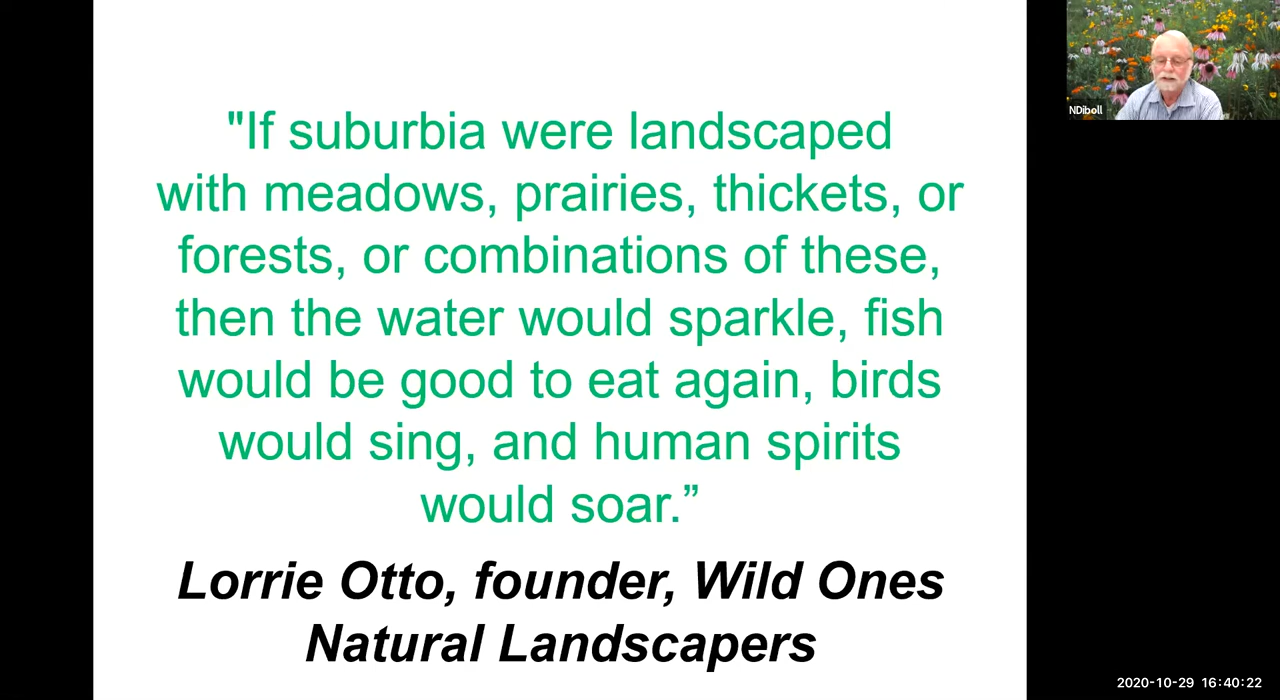 "If suburbia were landscaped
with meadows, prairies, thickets, or
forests, or combinations of these,
then the water would sparkle, fish
would be good to eat again, birds
would sing, and human spirits
would soar.”
Lorrie Otto, founder, Wild Ones
Natural Landscapers
NDiboll
2020-10-29 16:40:22